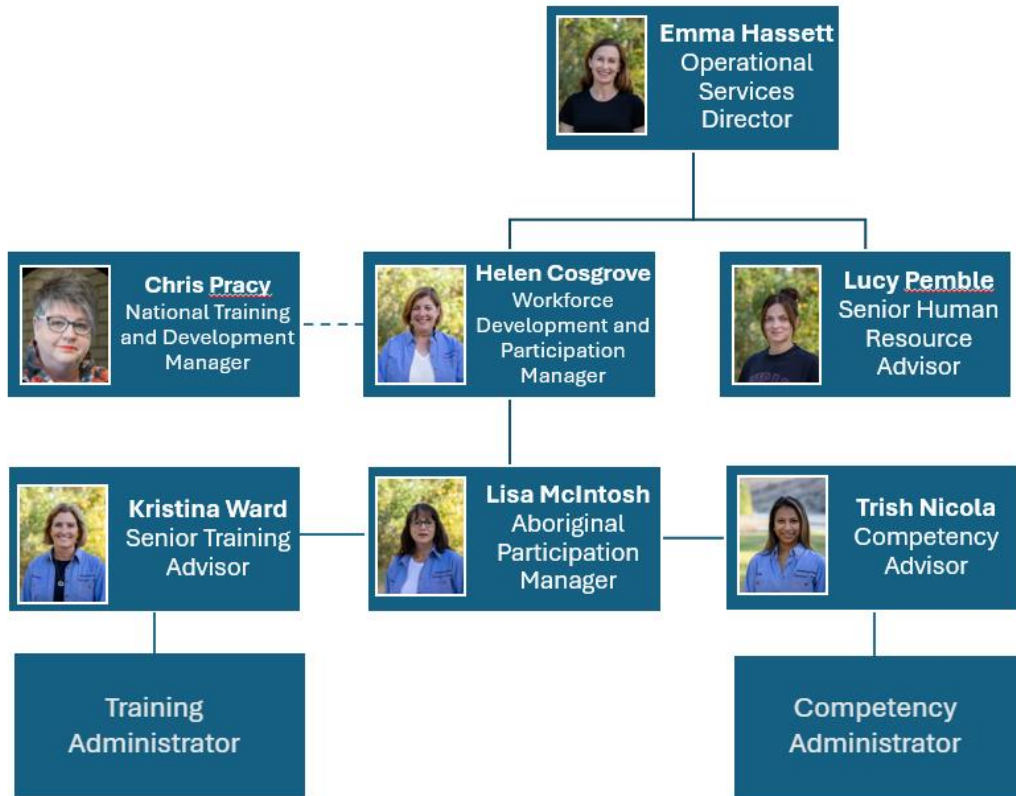 Emma Hassett
Operational
Services
Director
Chris Pracy
National Training
and Development
Manager
Helen Cosgrove
Workforce
Development and
Participation
Manager
Lucy Pemble
Senior Human
Resource
Advisor
Kristina Ward
Senior Training
Advisor
Lisa McIntosh
Aboriginal
Participation
Manager
Trish Nicola
Competency
Advisor
Training
Administrator
Competency
Administrator